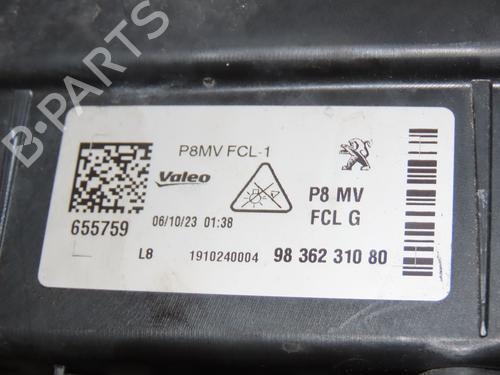 B-PARTS
P8MV FCL-1
Valeo
P8 MV
FCL G
655759
06/10/23 01:38
L8
1910240004
98 362 310 80